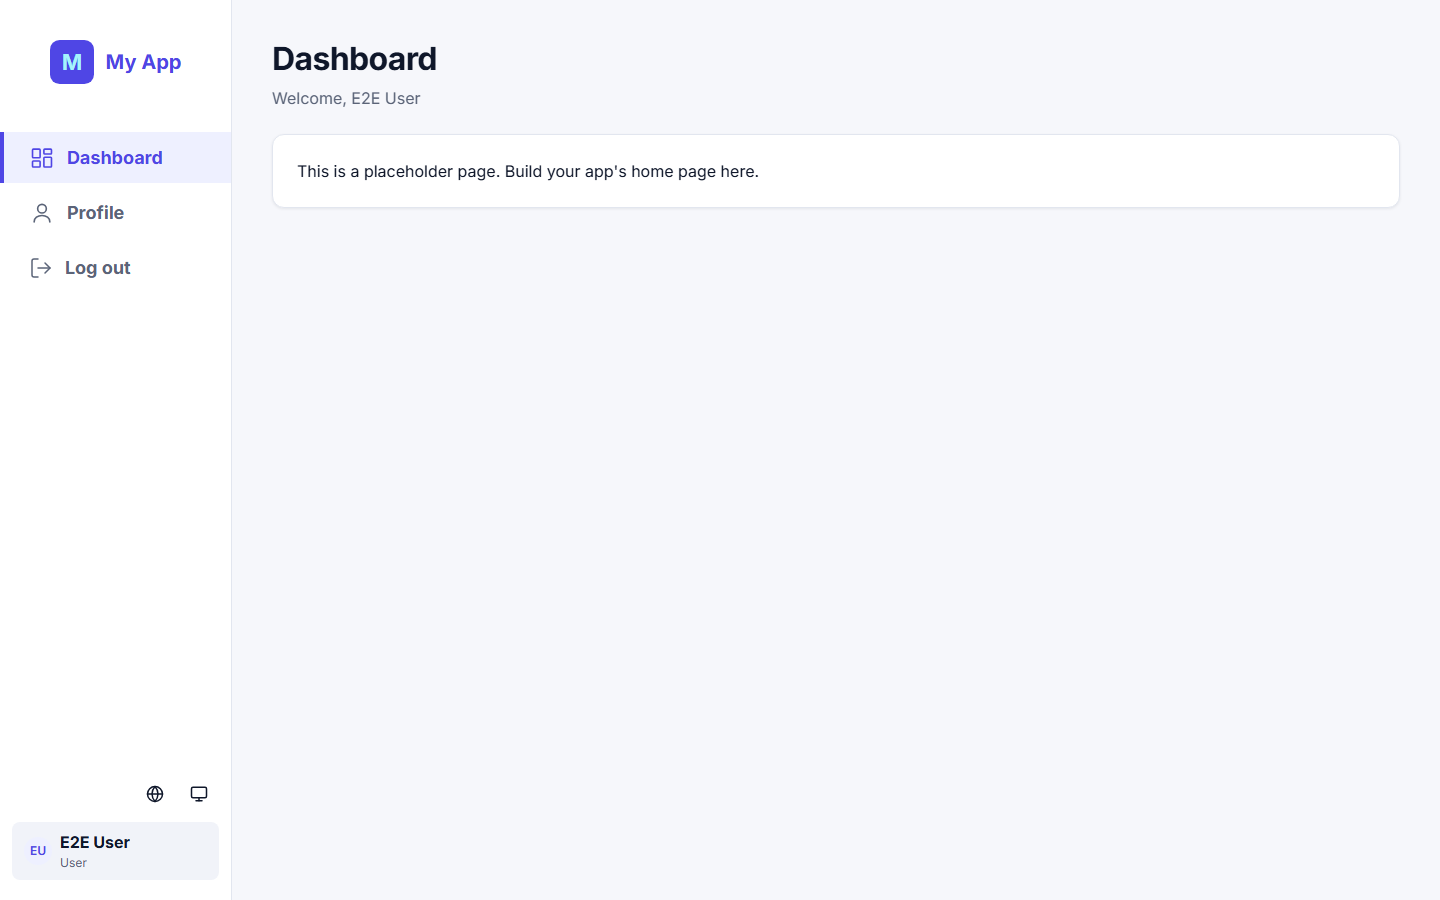 M My App
Dashboard
Profile
Log out
EU
E2E User
User
Dashboard
Welcome, E2E User
This is a placeholder page. Build your app's home page here.